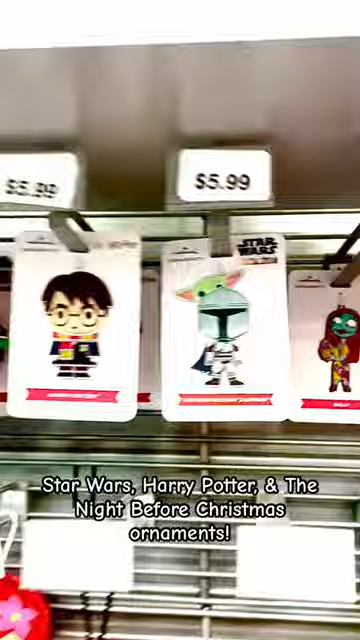 $5.99
$5.99
STAR
WARS
Star Wars, Harry Potter, & The
Night Before Christmas
ornaments!